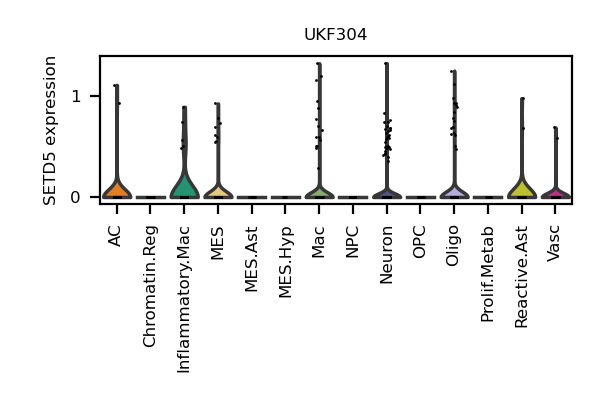 UKF304
SETD5 expression
1
0
AC
Chromatin.Reg
Inflammatory.Mac
MES
MES.Ast
MES.Hyp
Mac
NPC
Neuron
OPC
Oligo
Prolif.Metab
Reactive.Ast
Vasc